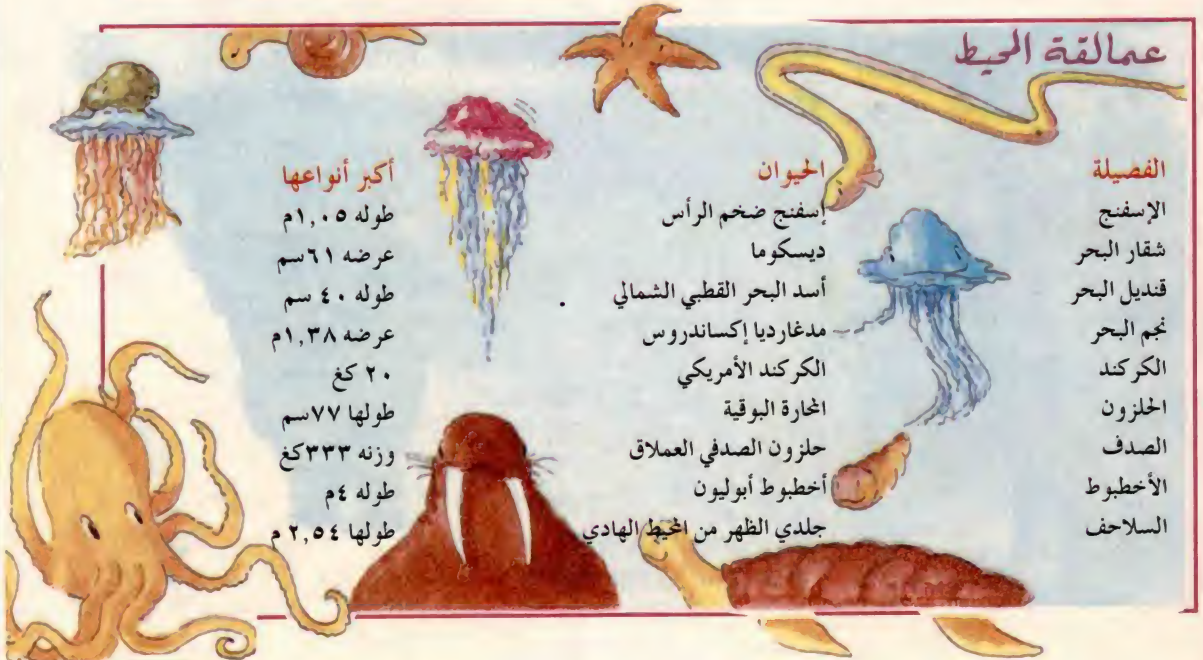 عمالقة المحيط
الفصيلة الحيوان أكبر أنواعها
الإسفنج إسفنج ضخم الرأس طوله ١,٠٥م
شقار البحر ديسكوما عرضه ٦١سم
قنديل البحر أسد البحر القطبي الشمالي طوله ٤٠ سم
نجم البحر مدغارديا إكساندروس عرضه ١,٣٨م
الكركند الكركند الأمريكي ٢٠ كغ
الحلزون المحارة البوقية طولها ٧٧سم
الصدف حلزون الصدفي العملاق وزنه ٣٣٣كغ
الأخطبوط أخطبوط أبوليون طوله ٤م
السلاحف جلدي الظهر من المحيط الهادي طولها ٢,٥٤ م